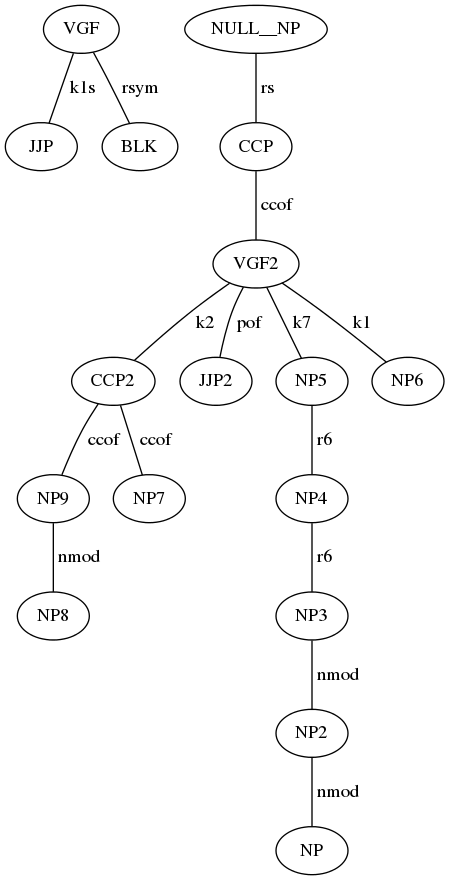 VGF NULL__NP
k1s rsym rs
JJP BLK CCP
ccof
VGF2
k2 pof k7 k1
CCP2 JJP2 NP5 NP6
ccof ccof r6
NP9 NP7 NP4
nmod r6
NP8 NP3
nmod
NP2
nmod
NP